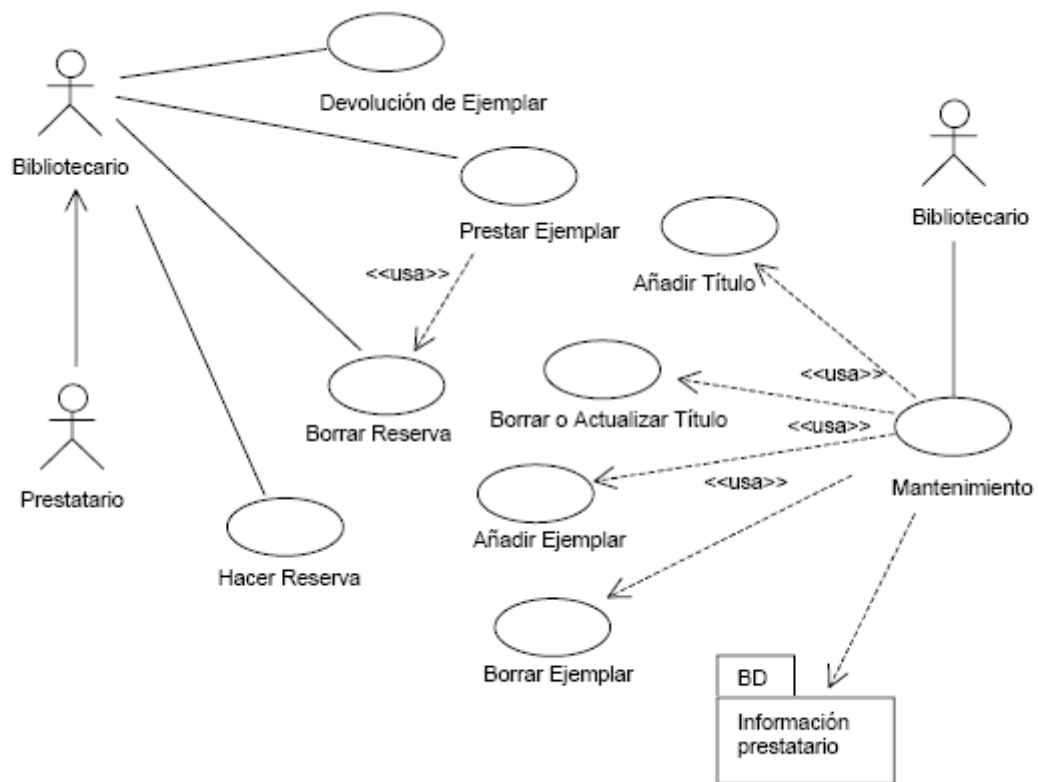 Devolución de Ejemplar
Bibliotecario
Prestar Ejemplar
Bibliotecario
<<usa>>
Añadir Título
<<usa>>
Borrar o Actualizar Título
<<usa>>
Borrar Reserva
<<usa>>
Mantenimiento
Prestatario
Añadir Ejemplar
Hacer Reserva
Borrar Ejemplar
BD
Información
prestatario